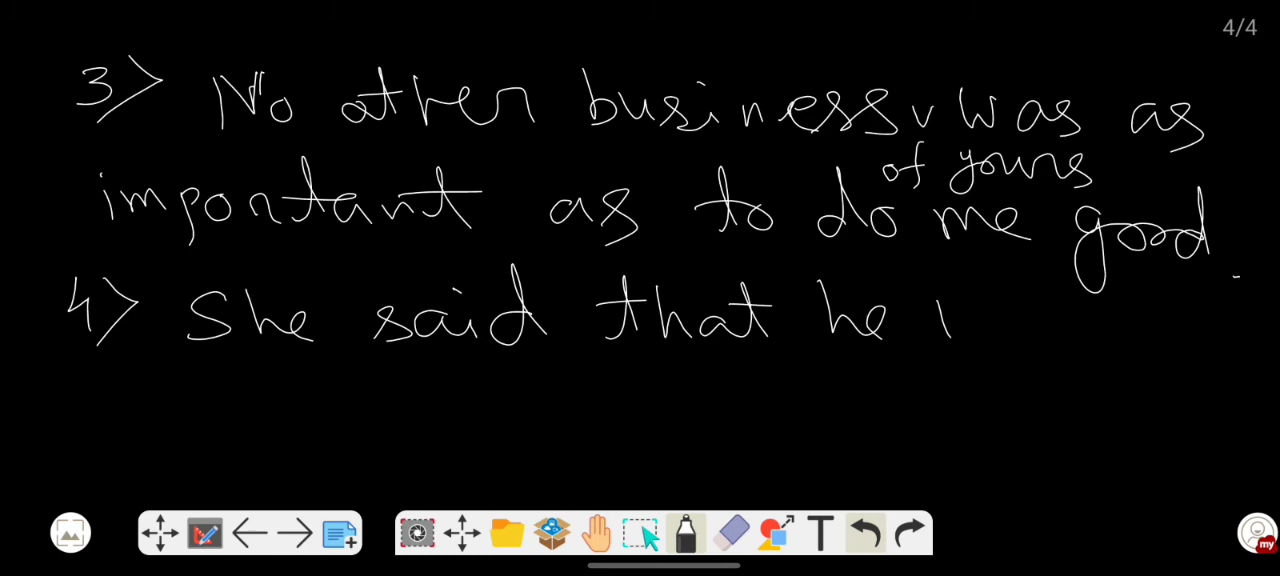 4/4
3> No other business v was as
of yours
important as to do me good.
4> She said that he
T
my